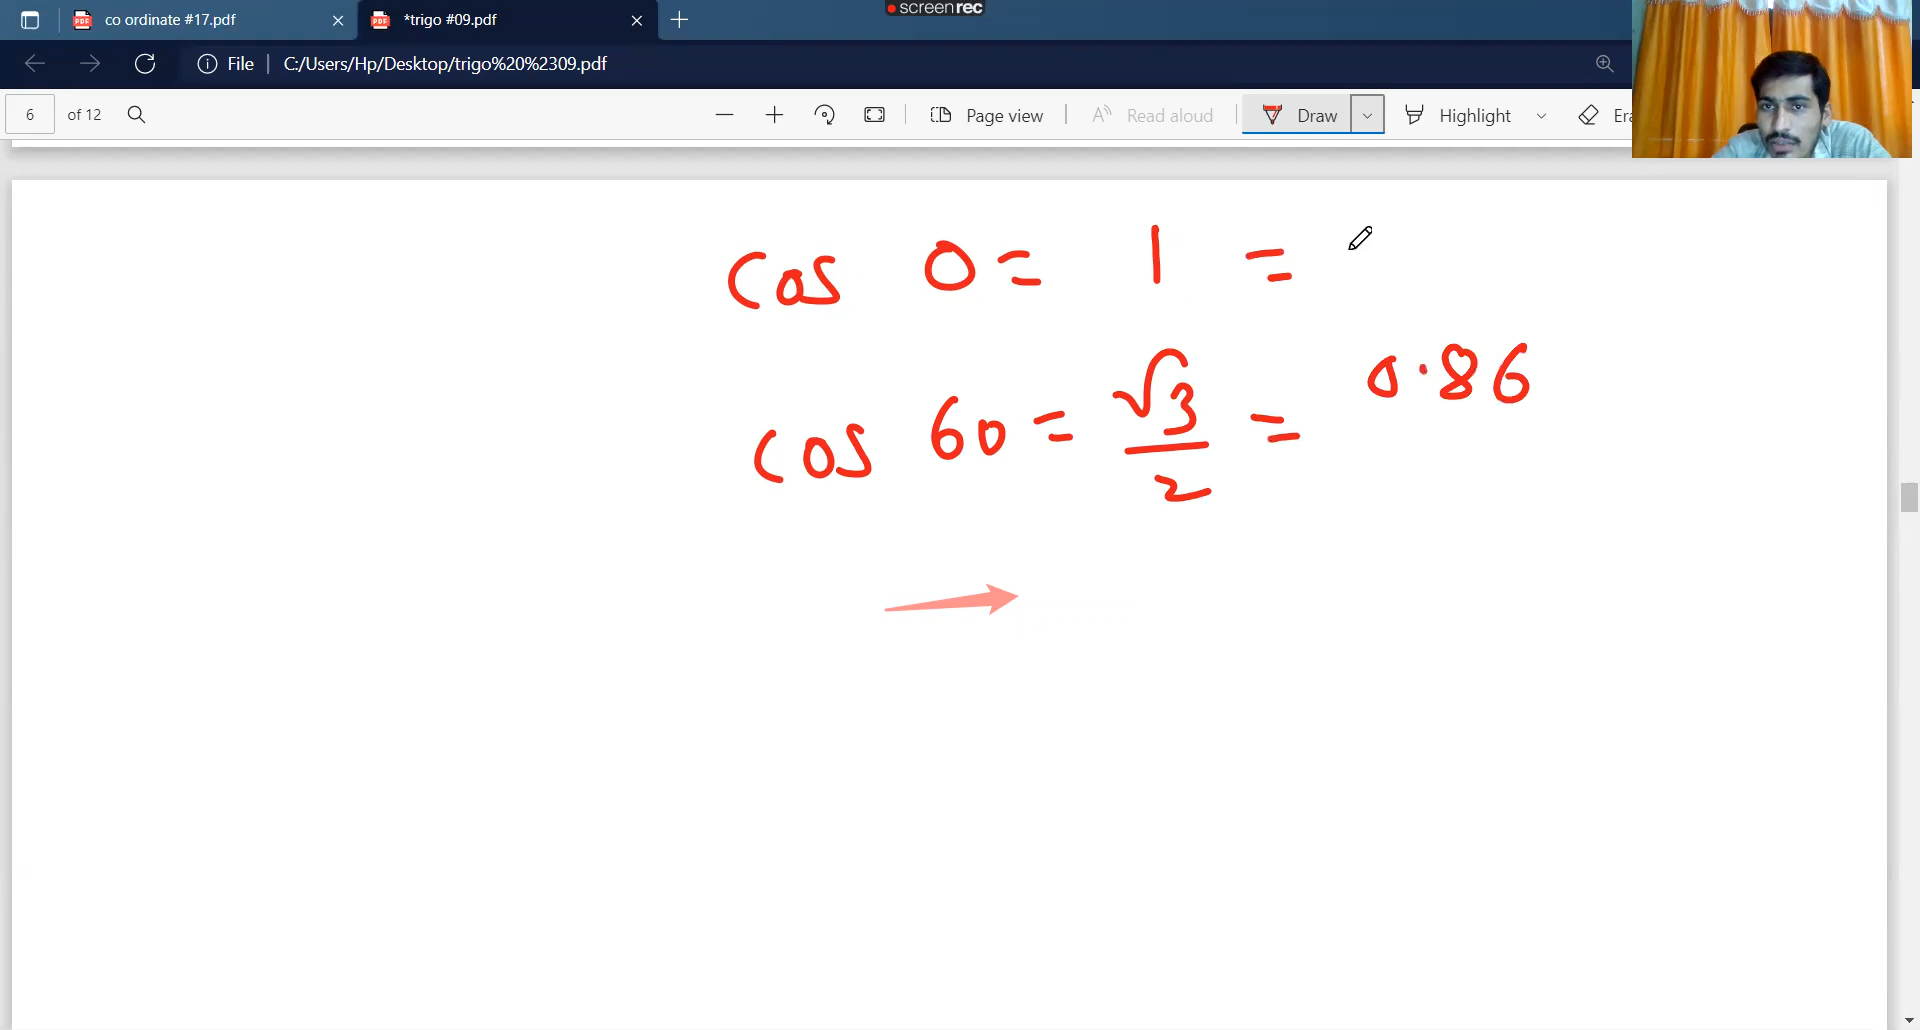 co ordinate #17.pdf
*trigo #09.pdf
screenrec
File
C:/Users/Hp/Desktop/trigo%20%2309.pdf
6 of 12
Page view
Read aloud
Draw
Highlight
cos 0 = 1 =
cos 60 = √3/2 = 0.86